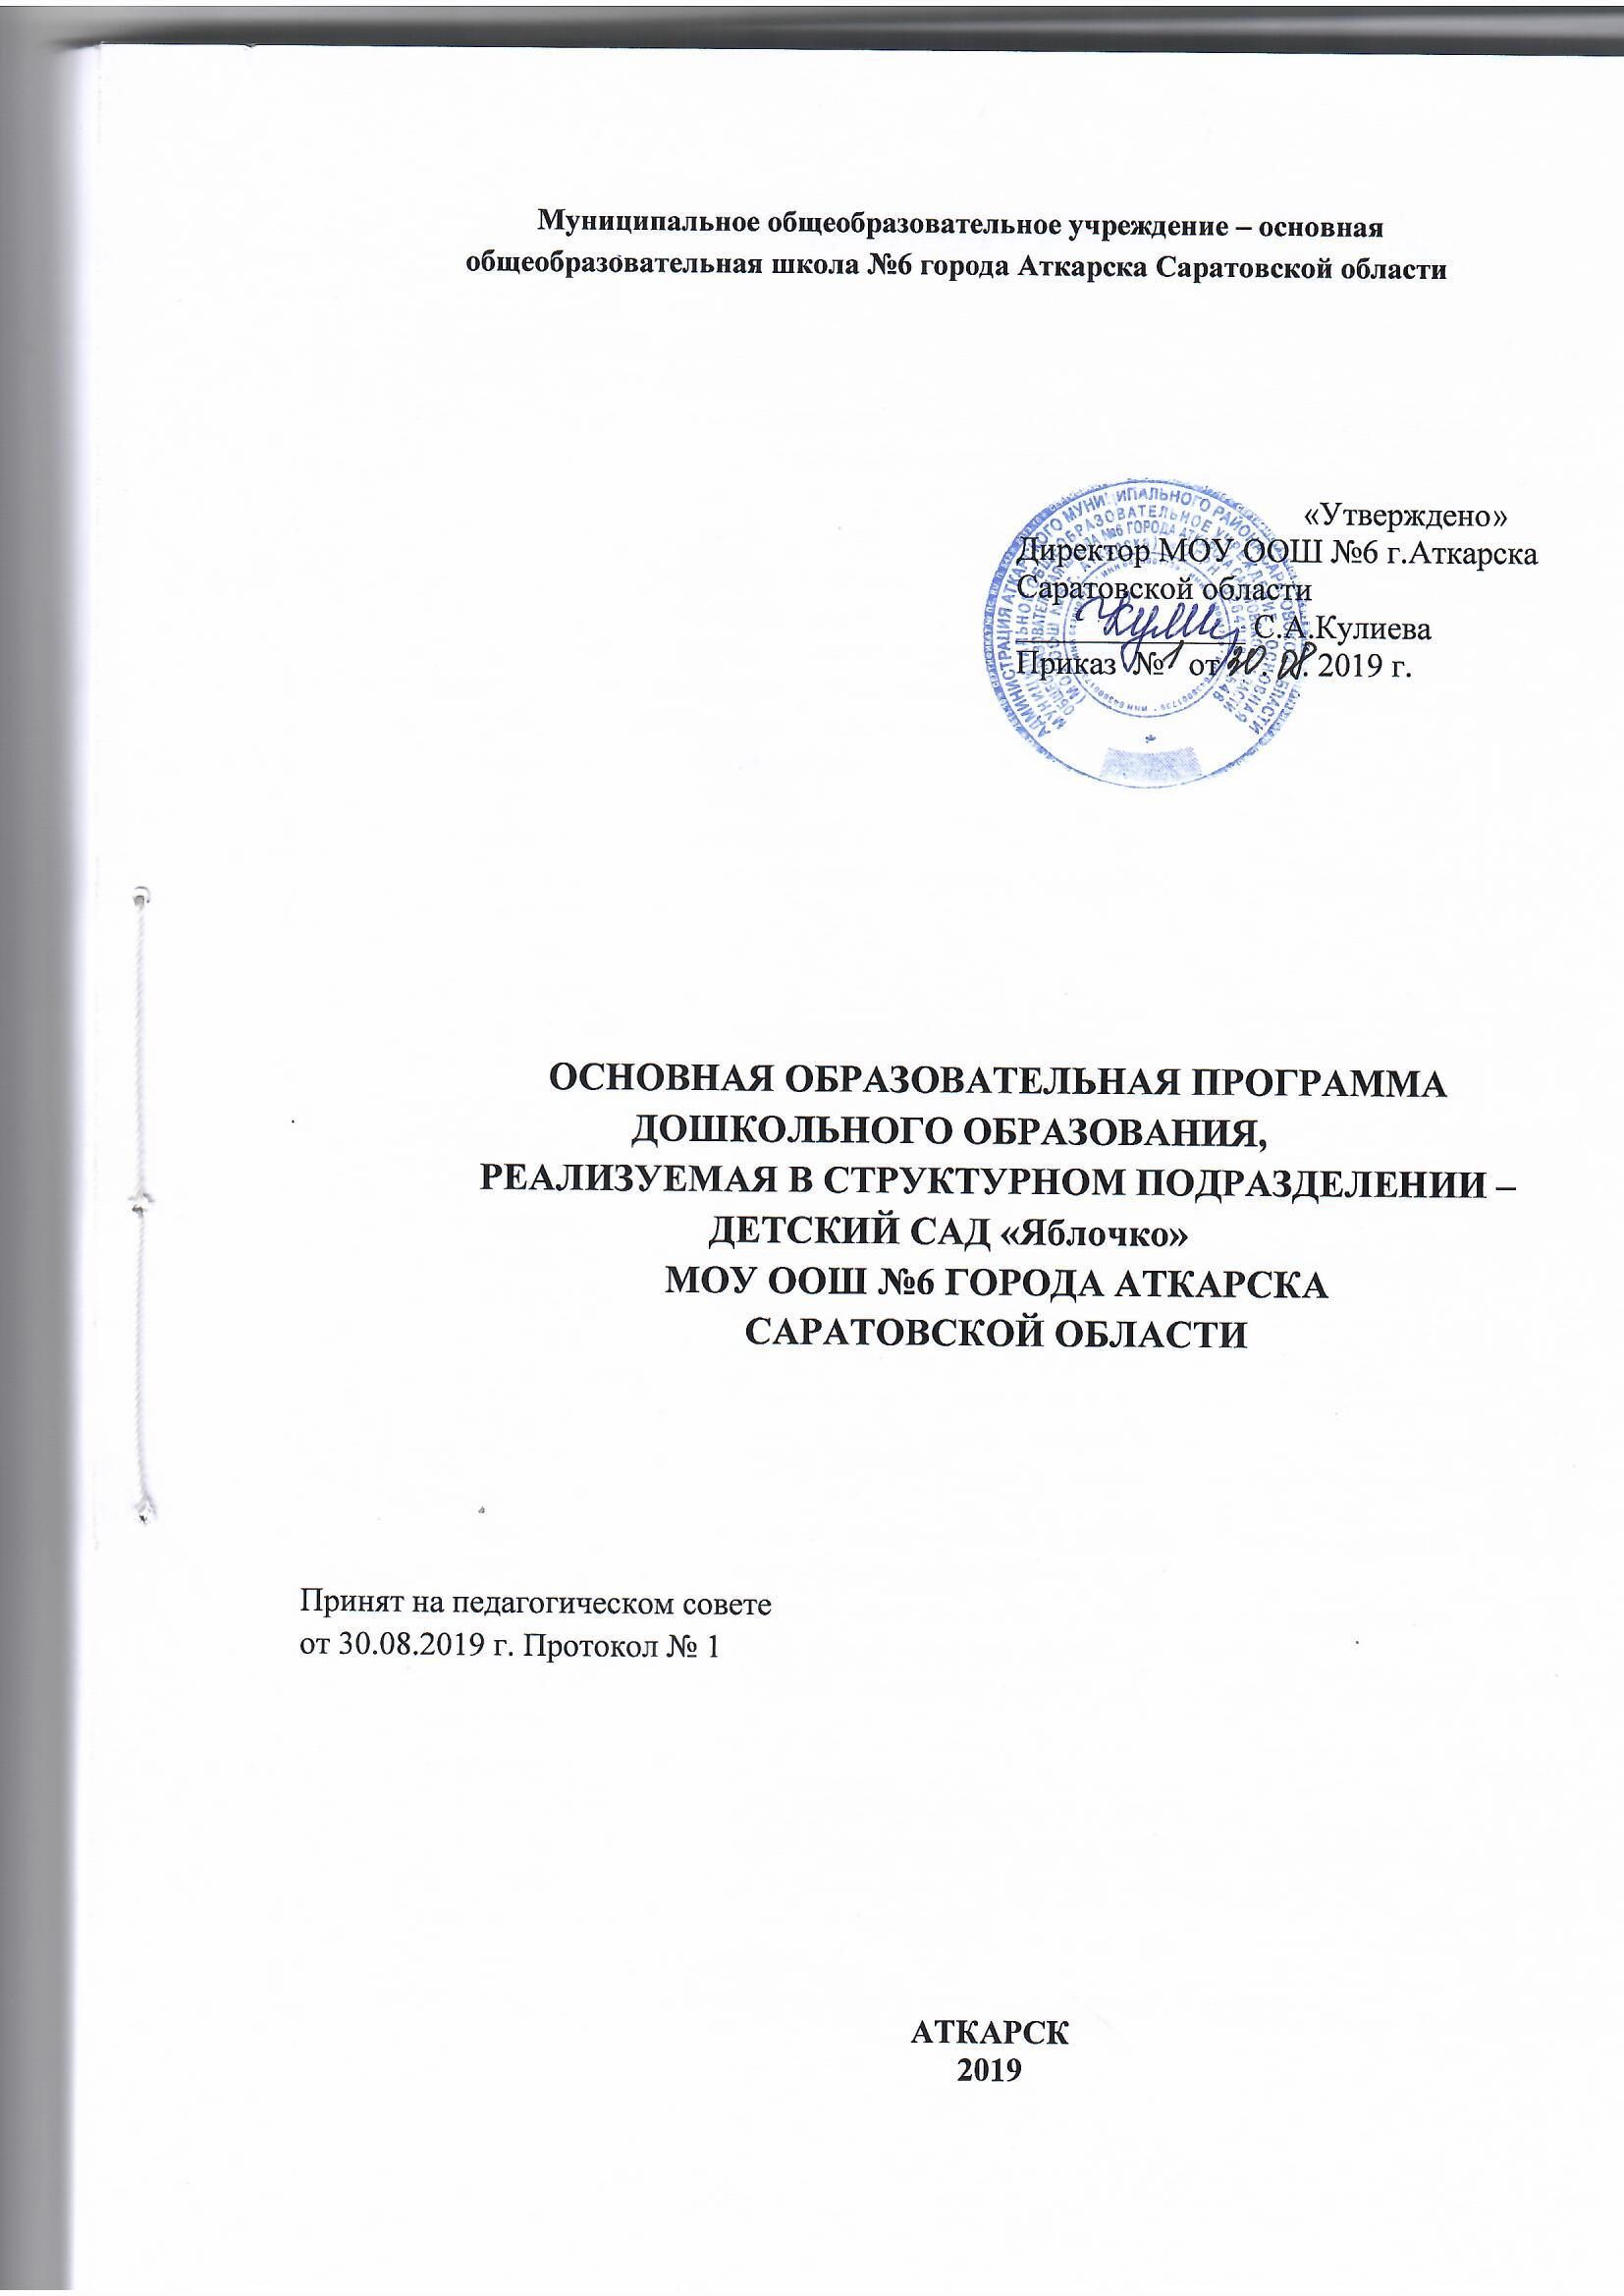 Муниципальное общеобразовательное учреждение – основная
общеобразовательная школа №6 города Аткарска Саратовской области
«Утверждено»
Директор МОУ ООШ №6 г.Аткарска
Саратовской области
С.А.Кулиева
Приказ №1 от 30.08.2019 г.
ОСНОВНАЯ ОБРАЗОВАТЕЛЬНАЯ ПРОГРАММА
ДОШКОЛЬНОГО ОБРАЗОВАНИЯ,
РЕАЛИЗУЕМАЯ В СТРУКТУРНОМ ПОДРАЗДЕЛЕНИИ –
ДЕТСКИЙ САД «Яблочко»
МОУ ООШ №6 ГОРОДА АТКАРСКА
САРАТОВСКОЙ ОБЛАСТИ
Принят на педагогическом совете
от 30.08.2019 г. Протокол № 1
АТКАРСК
2019